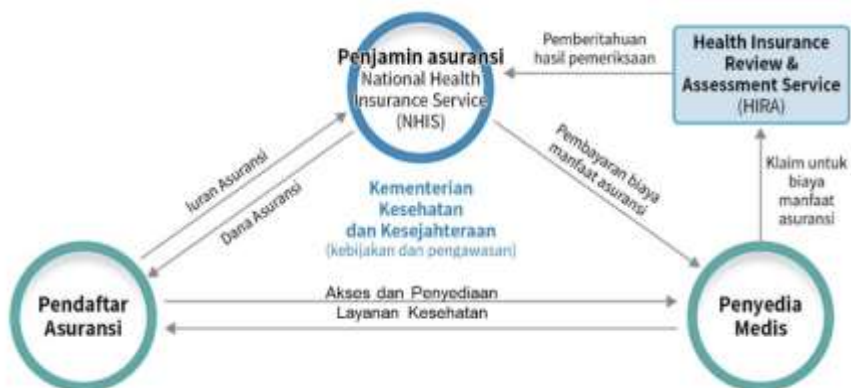 Penjamin asuransi
National Health
Insurance Service
(NHIS)
Pemberitahuan
hasil pemeriksaan
Health Insurance
Review &
Assessment Service
(HIRA)
Iuran Asuransi
Dana Asuransi
Pembayaran biaya
manfaat asuransi
Klaim untuk
biaya
manfaat
asuransi
Kementerian
Kesehatan
dan Kesejahteraan
(kebijakan dan pengawasan)
Pendaftar
Asuransi
Akses dan Penyediaan
Layanan Kesehatan
Penyedia
Medis